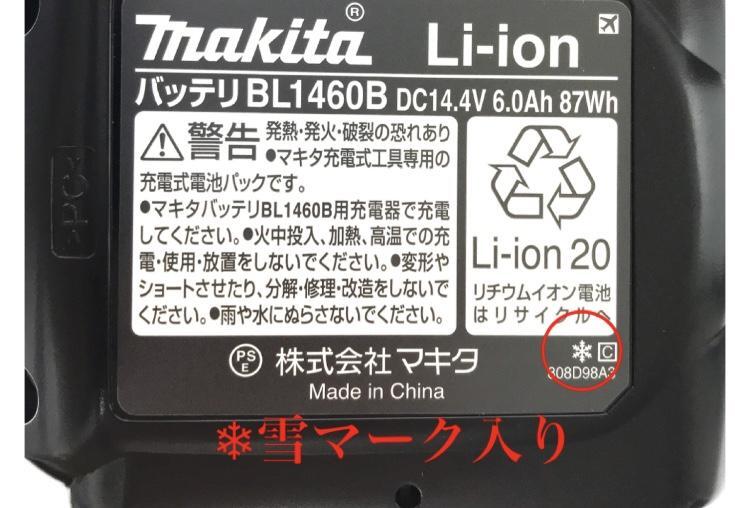 makita® Li-ion
バッテリ BL1460B DC14.4V 6.0Ah 87Wh
警告 発熱・発火・破裂の恐れあり
●マキタ充電式工具専用の
充電式電池パックです。
●マキタバッテリBL1460B用充電器で充電
してください。●火中投入、加熱、高温での充
電・使用・放置をしないでください。●変形や
ショートさせたり、分解・修理・改造をしないで
ください。●雨や水にぬらさないでください。
Li-ion 20
リチウムイオン電池
はリサイクルへ
PS
E 株式会社 マキタ
Made in China
C
808D98A3
>PC<
❄雪マーク入り